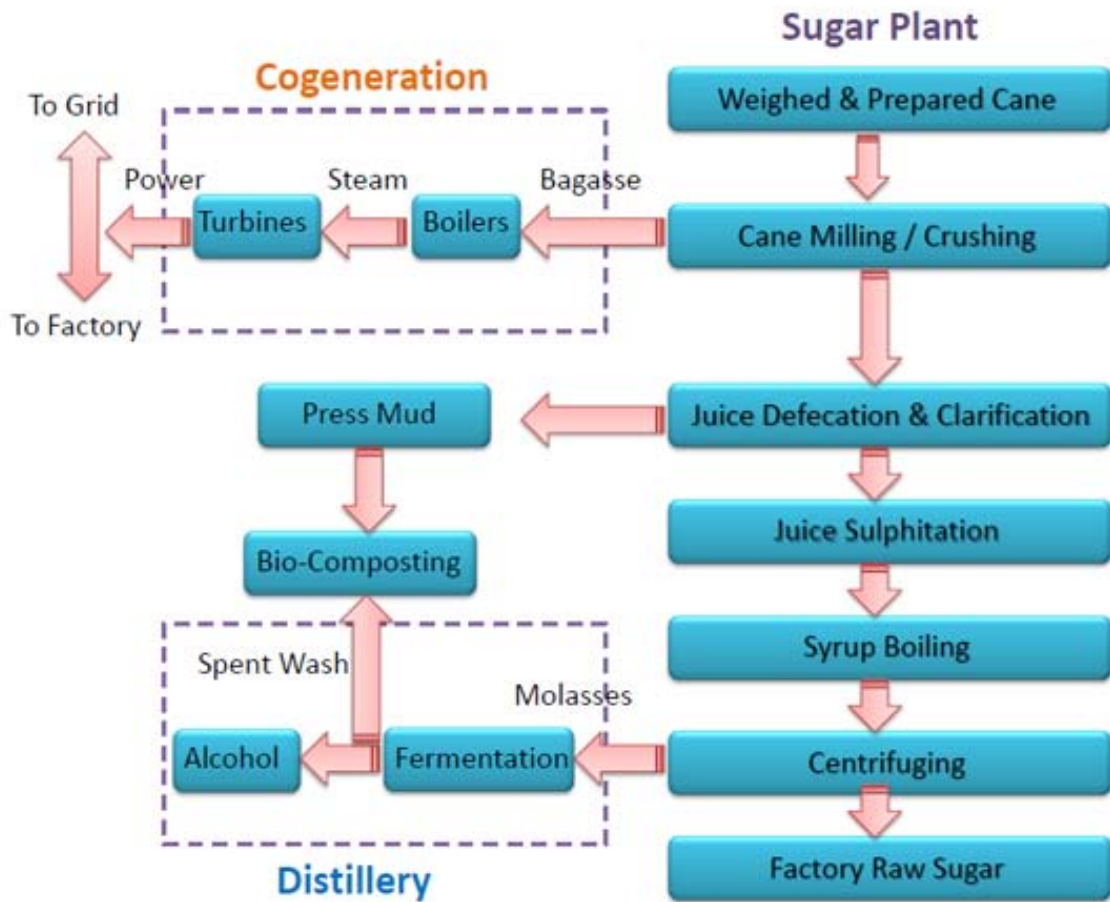 Sugar Plant
Cogeneration
Weighed & Prepared Cane
To Grid
Power
Steam
Bagasse
Turbines
Boilers
Cane Milling / Crushing
To Factory
Press Mud
Juice Defecation & Clarification
Juice Sulphitation
Bio-Composting
Syrup Boiling
Spent Wash
Molasses
Alcohol
Fermentation
Centrifuging
Factory Raw Sugar
Distillery